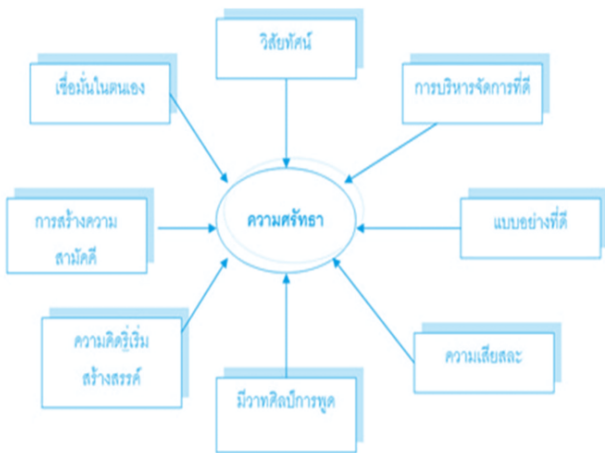 วิสัยทัศน์
เชื่อมั่นในตนเอง
การบริหารจัดการที่ดี
การสร้างความ
สามัคคี
ความศรัทธา
แบบอย่างที่ดี
ความคิดริ่เริ่ม
สร้างสรรค์
ความเสียสละ
มีวาทศิลป์การพูด